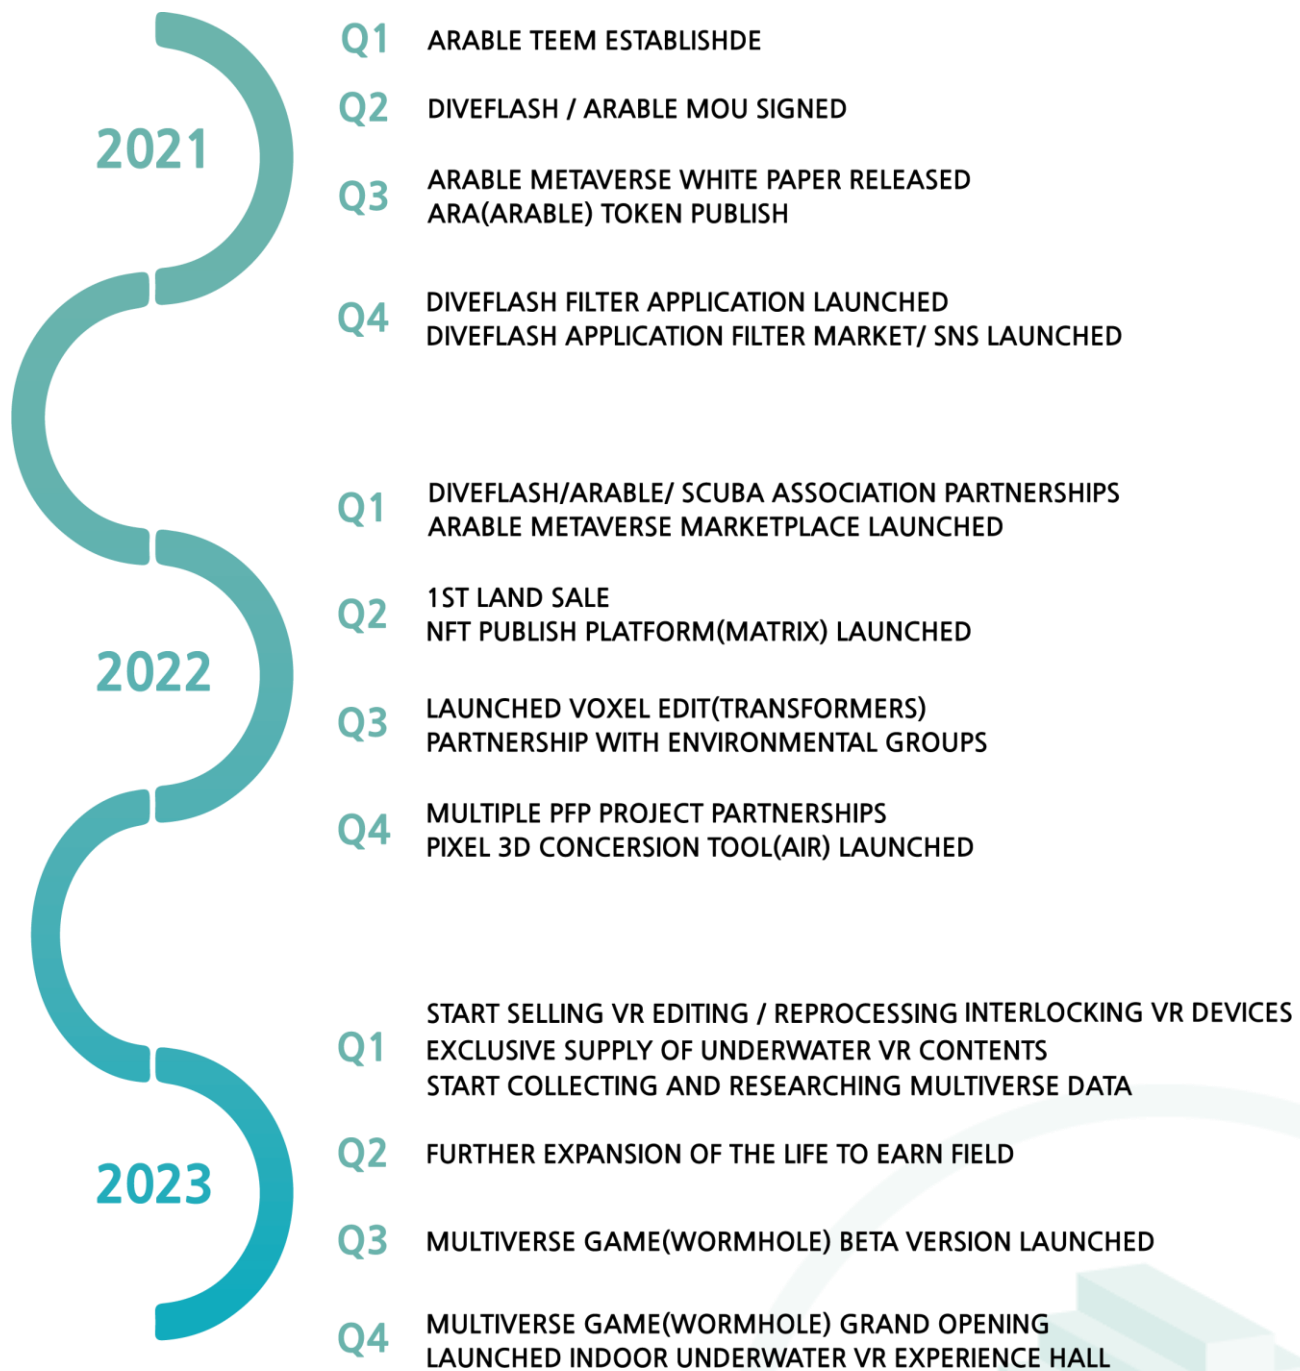 2021
Q1
ARABLE TEEM ESTABLISHDE
Q2
DIVEFLASH / ARABLE MOU SIGNED
Q3
ARABLE METAVERSE WHITE PAPER RELEASED
ARA(ARABLE) TOKEN PUBLISH
Q4
DIVEFLASH FILTER APPLICATION LAUNCHED
DIVEFLASH APPLICATION FILTER MARKET/ SNS LAUNCHED
2022
Q1
DIVEFLASH/ARABLE/ SCUBA ASSOCIATION PARTNERSHIPS
ARABLE METAVERSE MARKETPLACE LAUNCHED
Q2
1ST LAND SALE
NFT PUBLISH PLATFORM(MATRIX) LAUNCHED
Q3
LAUNCHED VOXEL EDIT(TRANSFORMERS)
PARTNERSHIP WITH ENVIRONMENTAL GROUPS
Q4
MULTIPLE PFP PROJECT PARTNERSHIPS
PIXEL 3D CONCERSION TOOL(AIR) LAUNCHED
2023
Q1
START SELLING VR EDITING / REPROCESSING INTERLOCKING VR DEVICES
EXCLUSIVE SUPPLY OF UNDERWATER VR CONTENTS
START COLLECTING AND RESEARCHING MULTIVERSE DATA
Q2
FURTHER EXPANSION OF THE LIFE TO EARN FIELD
Q3
MULTIVERSE GAME(WORMHOLE) BETA VERSION LAUNCHED
Q4
MULTIVERSE GAME(WORMHOLE) GRAND OPENING
LAUNCHED INDOOR UNDERWATER VR EXPERIENCE HALL